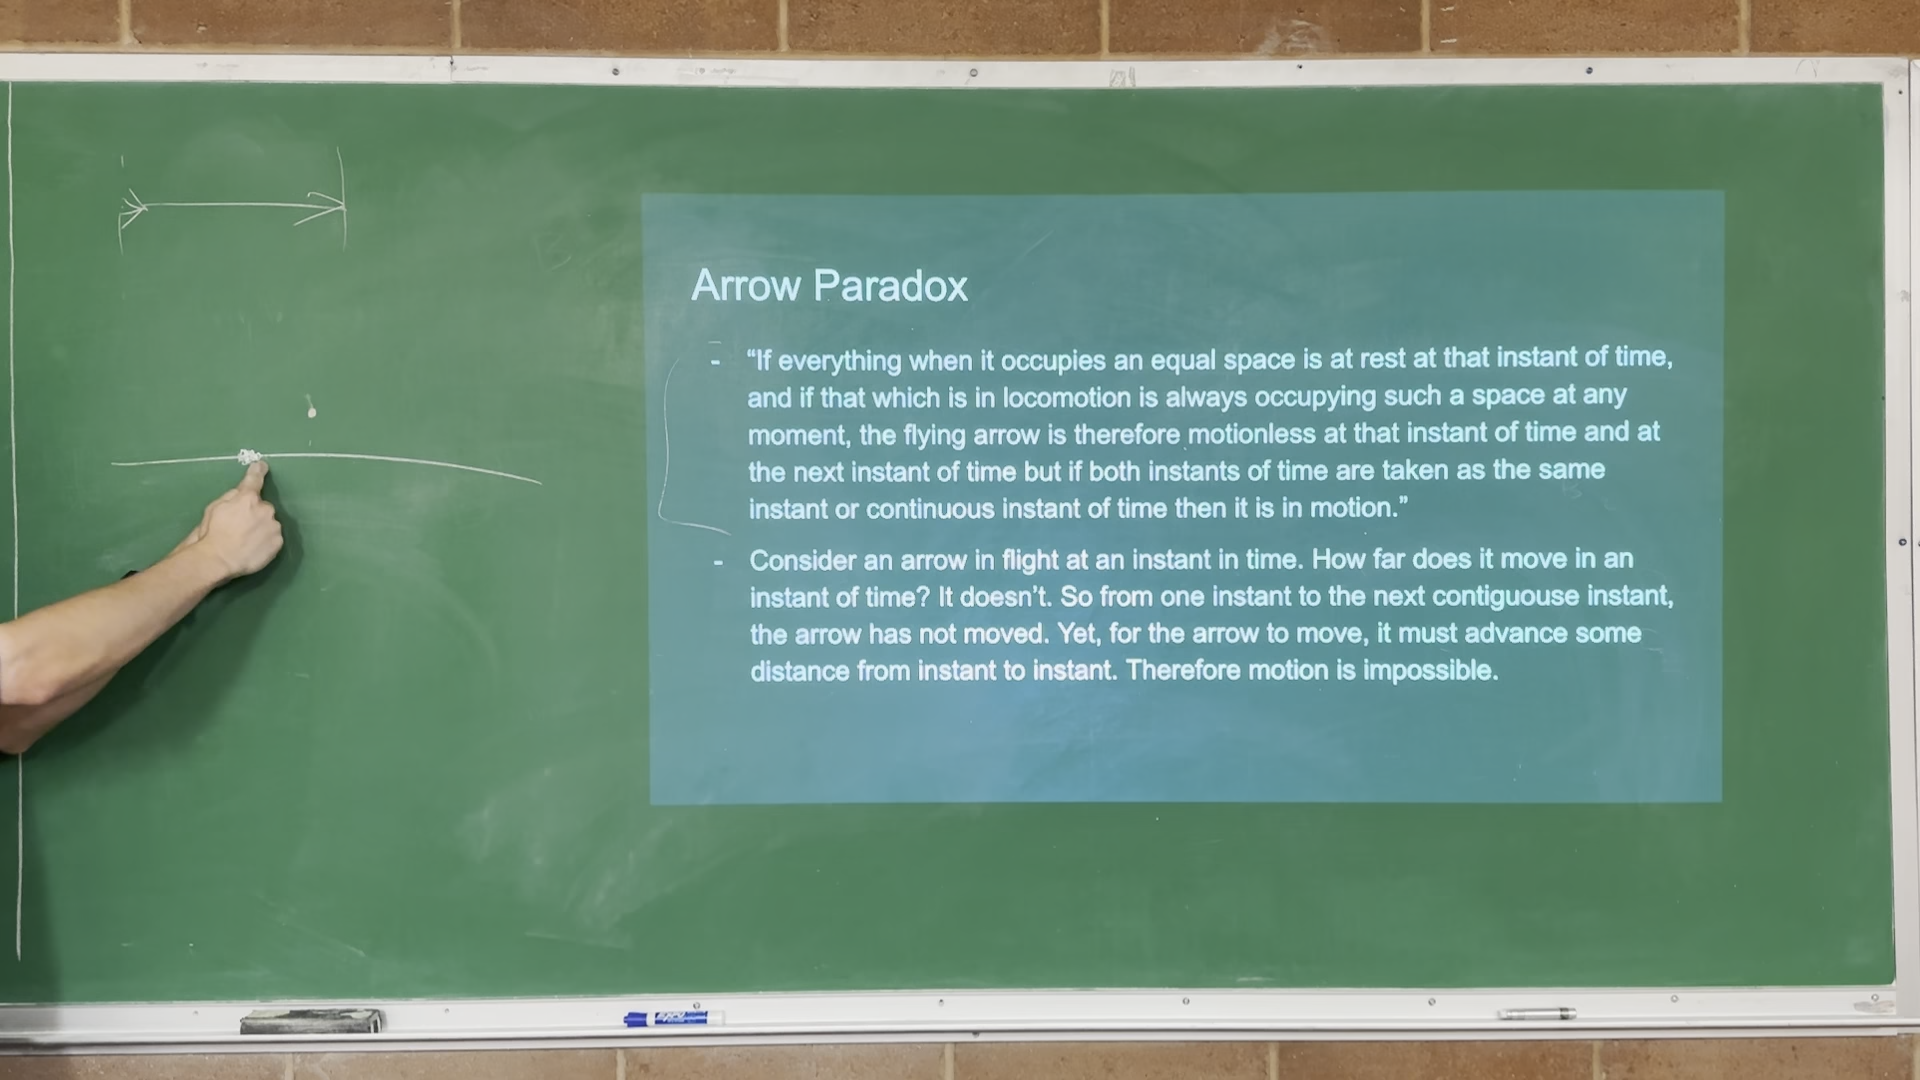 Arrow Paradox
- “If everything when it occupies an equal space is at rest at that instant of time,
and if that which is in locomotion is always occupying such a space at any
moment, the flying arrow is therefore motionless at that instant of time and at
the next instant of time but if both instants of time are taken as the same
instant or continuous instant of time then it is in motion.”
- Consider an arrow in flight at an instant in time. How far does it move in an
instant of time? It doesn't. So from one instant to the next contiguouse instant,
the arrow has not moved. Yet, for the arrow to move, it must advance some
distance from instant to instant. Therefore motion is impossible.
EXPO